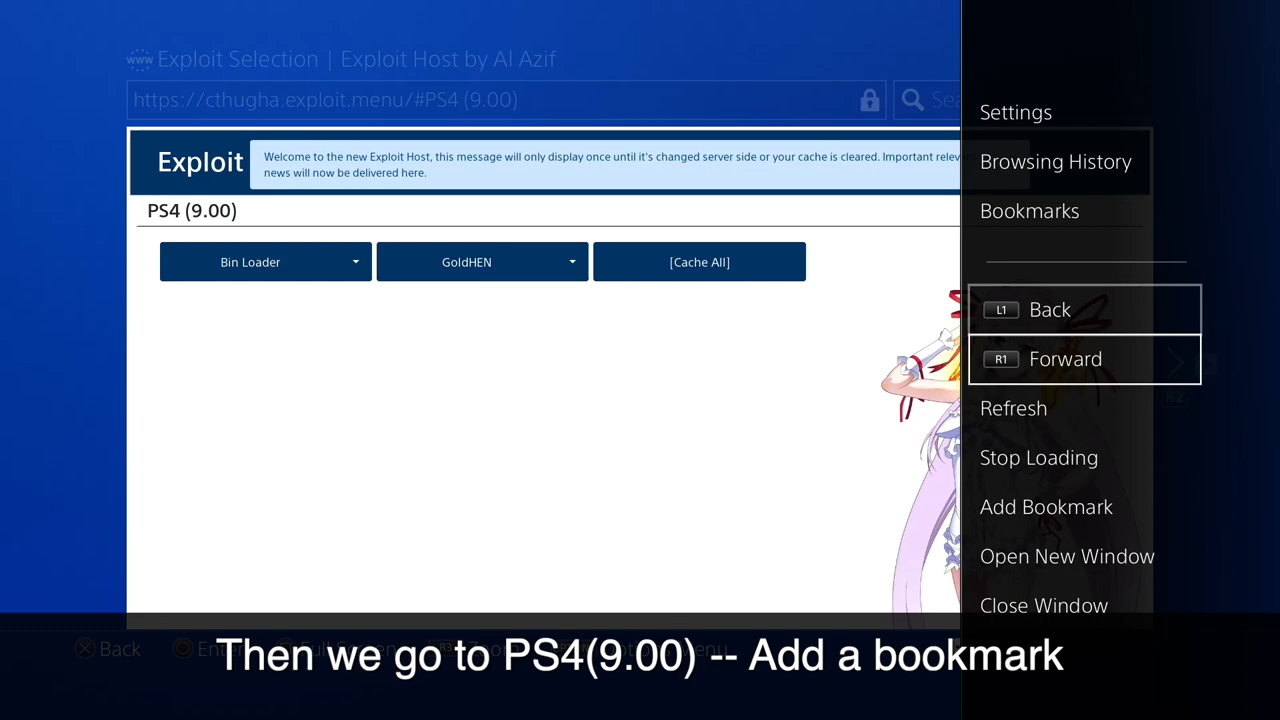 www Exploit Selection | Exploit Host by Al Azif
https://cthugha.exploit.menu/#PS4 (9.00)
Exploit
Welcome to the new Exploit Host, this message will only display once until it's changed server side or your cache is cleared. Important
news will now be delivered here.
PS4 (9.00)
Bin Loader
GoldHEN
[Cache All]
Settings
Browsing History
Bookmarks
L1 Back
R1 Forward
Refresh
Stop Loading
Add Bookmark
Open New Window
Close Window
R2
Back
Then we go to PS4(9.00) -- Add a bookmark